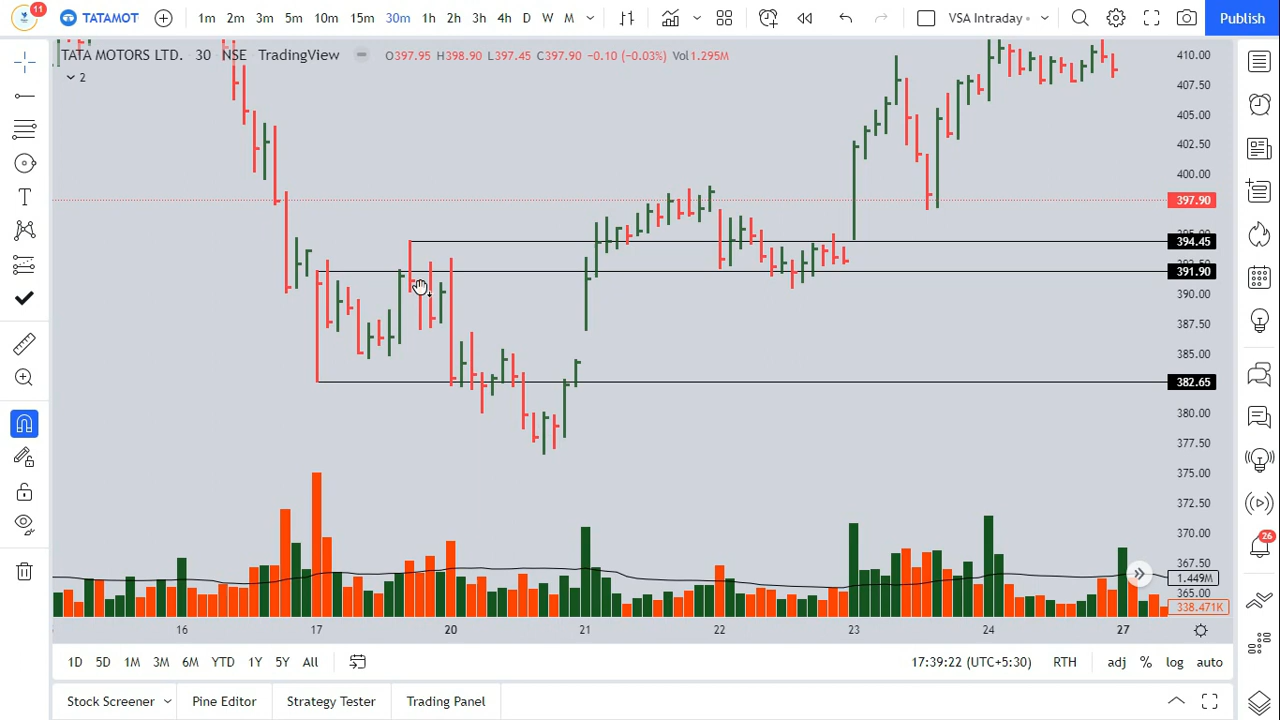 11
TATAMOT
1m 2m 3m 5m 10m 15m 30m 1h 2h 3h 4h D W M
VSA Intraday
Publish
TATA MOTORS LTD. 30 NSE TradingView
O397.95 H398.90 L397.45 C397.90 −0.10 (−0.03%) Vol1.295M
2
410.00
407.50
405.00
402.50
400.00
397.90
394.45
391.90
390.00
387.50
385.00
382.65
380.00
377.50
375.00
372.50
370.00
367.50
1.449M
365.00
338.471K
26
16 17 20 21 22 23 24 27
1D 5D 1M 3M 6M YTD 1Y 5Y All
17:39:22 (UTC+5:30) RTH adj % log auto
Stock Screener Pine Editor Strategy Tester Trading Panel